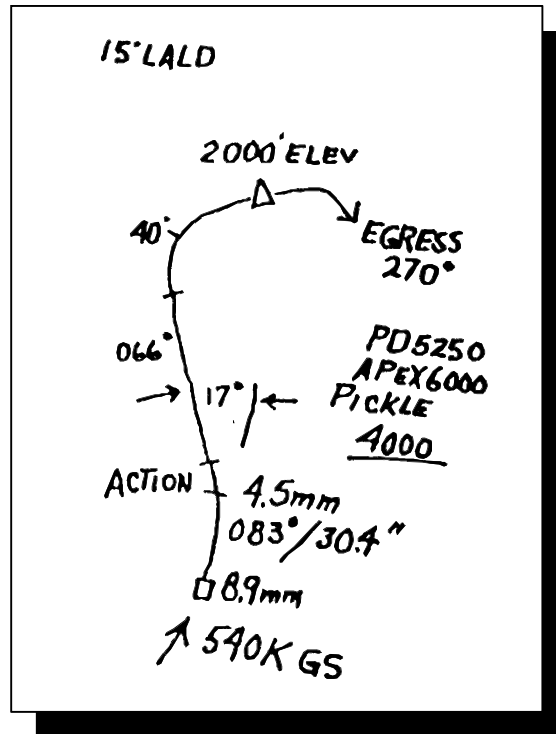 15°LALD
2000' ELEV
40°
EGRESS
270°
066°
PD5250
APEX6000
PICKLE
4000
17°
ACTION
4.5mm
083°/30.4"
8.9mm
540K GS